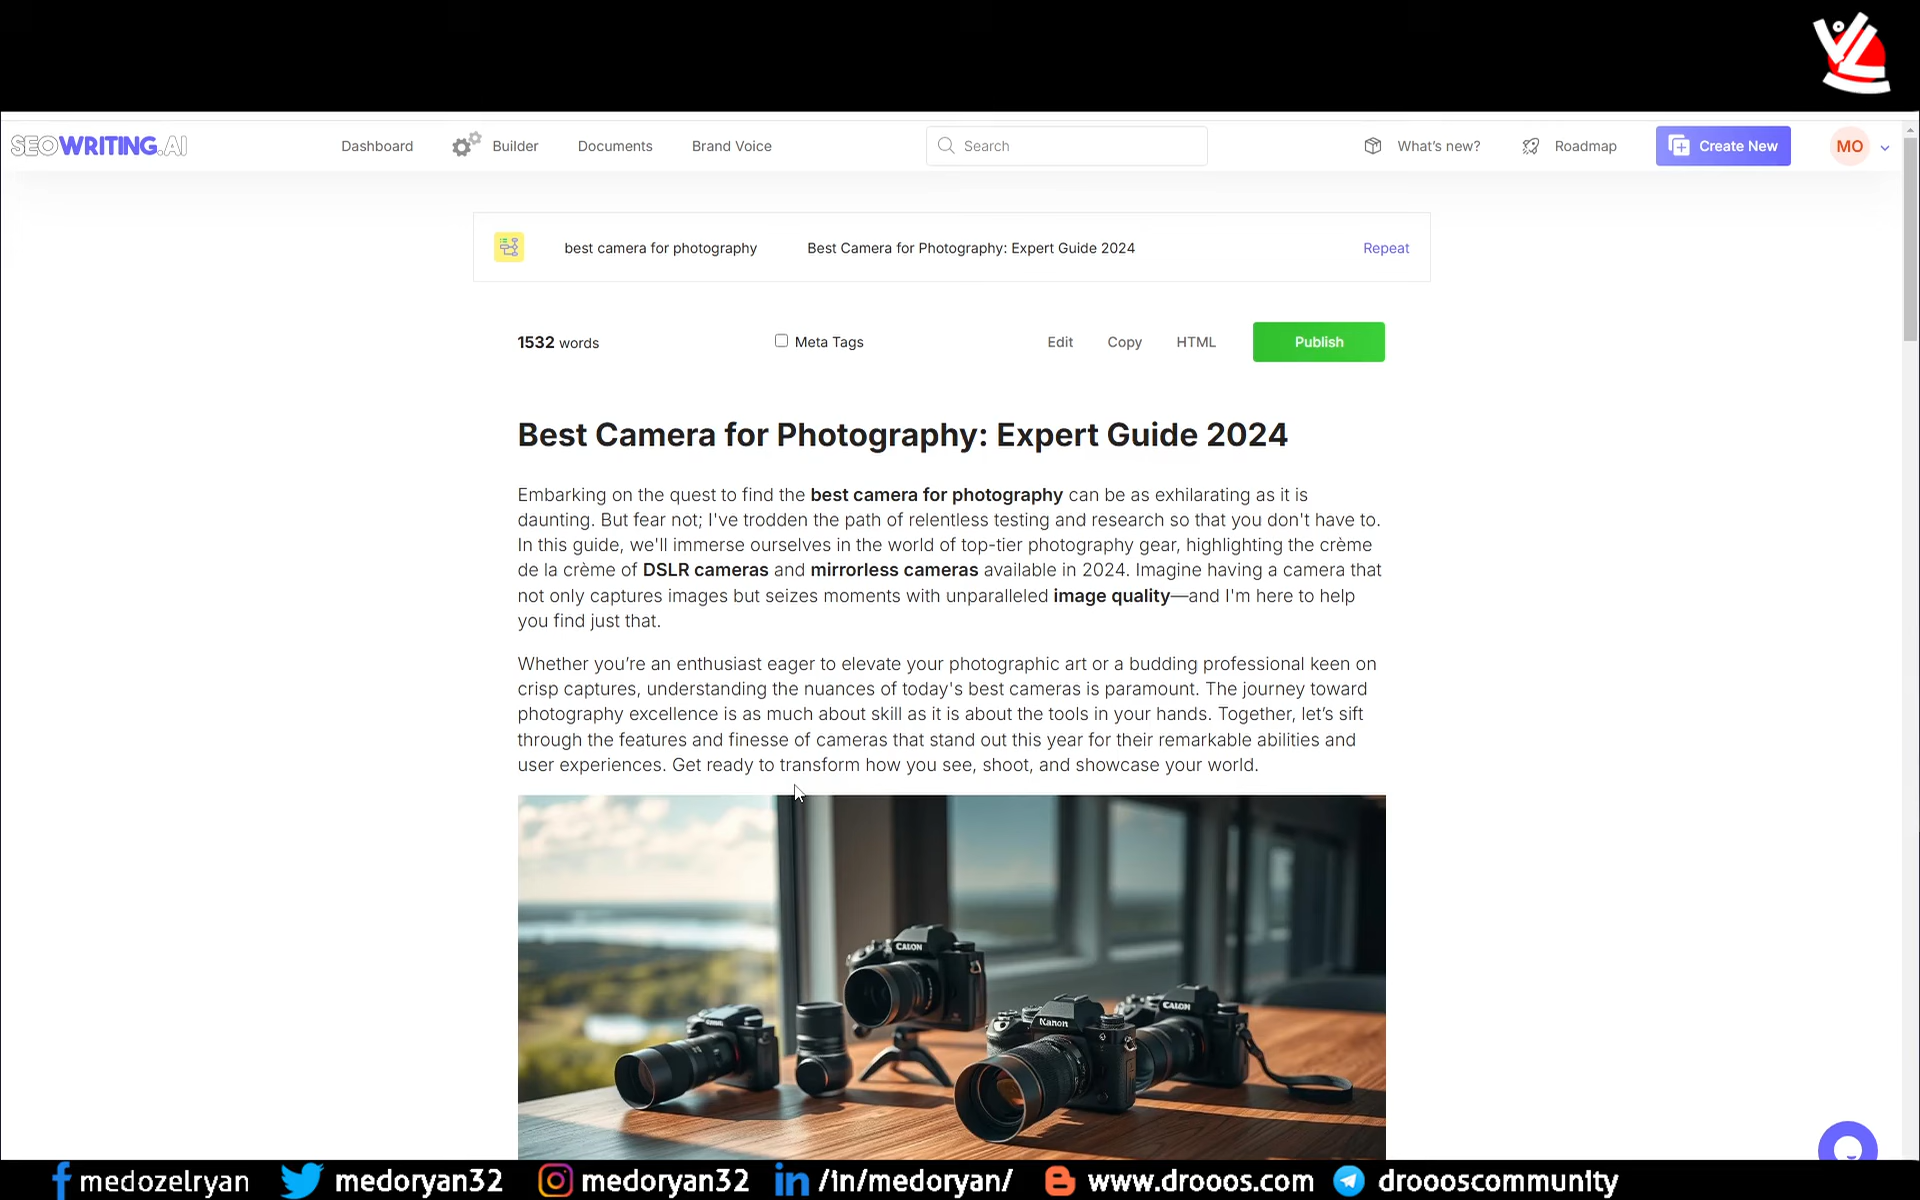 SEOWRITING.AI
Dashboard
Builder
Documents
Brand Voice
Search
What's new?
Roadmap
Create New
MO
best camera for photography
Best Camera for Photography: Expert Guide 2024
Repeat
1532 words
Meta Tags
Edit
Copy
HTML
Publish
Best Camera for Photography: Expert Guide 2024
Embarking on the quest to find the best camera for photography can be as exhilarating as it is
daunting. But fear not; I've trodden the path of relentless testing and research so that you don't have to.
In this guide, we'll immerse ourselves in the world of top-tier photography gear, highlighting the crème
de la crème of DSLR cameras and mirrorless cameras available in 2024. Imagine having a camera that
not only captures images but seizes moments with unparalleled image quality—and I'm here to help
you find just that.
Whether you’re an enthusiast eager to elevate your photographic art or a budding professional keen on
crisp captures, understanding the nuances of today's best cameras is paramount. The journey toward
photography excellence is as much about skill as it is about the tools in your hands. Together, let’s sift
through the features and finesse of cameras that stand out this year for their remarkable abilities and
user experiences. Get ready to transform how you see, shoot, and showcase your world.
CALON
Kanon
CALON
medozelryan
medoryan32
medoryan32
/in/medoryan/
www.drooos.com
droooscommunity